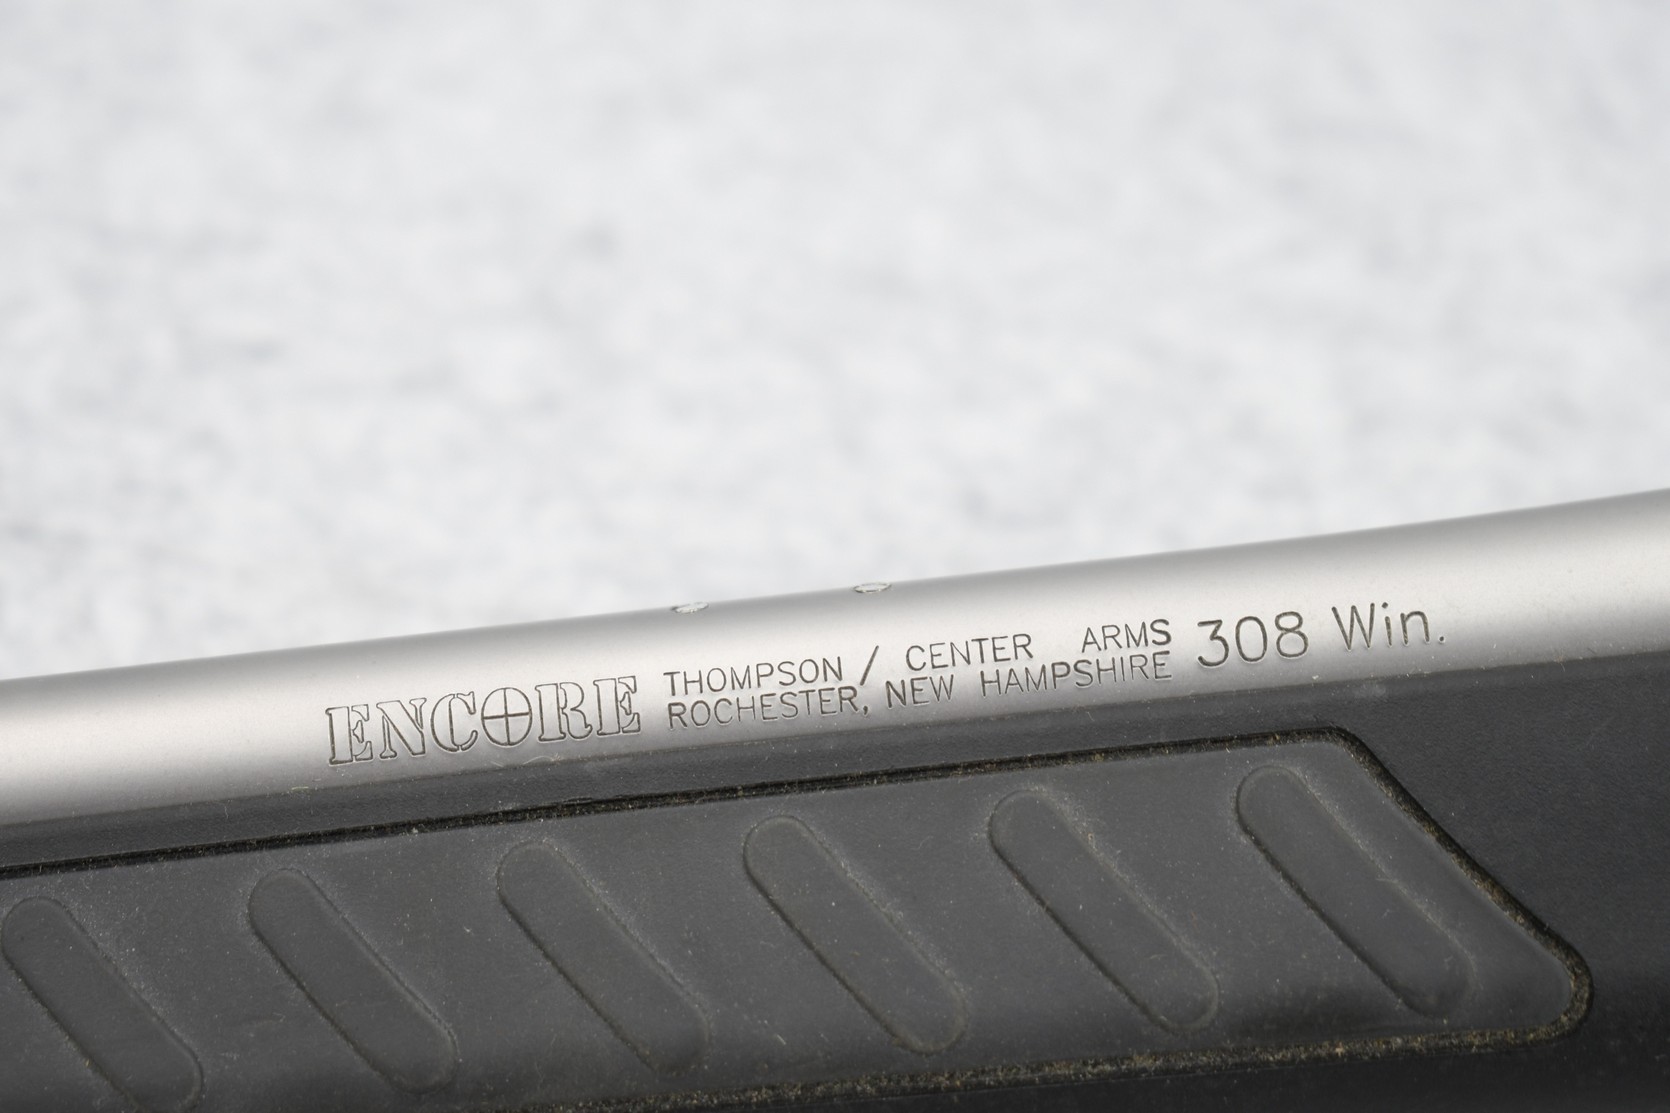 ENCORE
THOMPSON / CENTER ARMS
ROCHESTER, NEW HAMPSHIRE
308 Win.